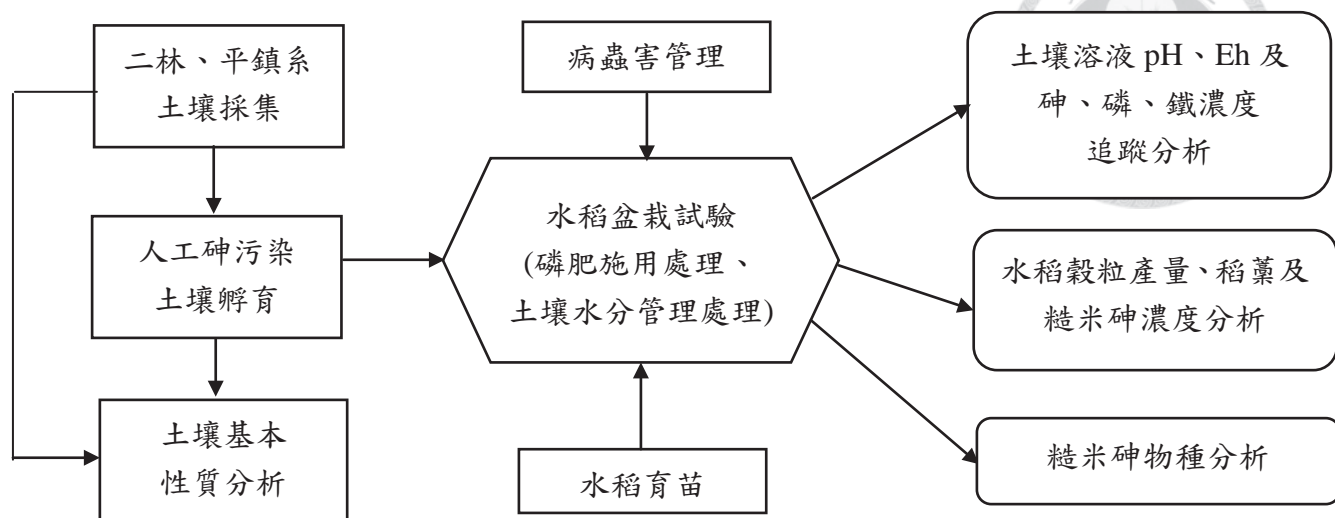 二林、平鎮系
土壤採集
人工砷污染
土壤孵育
土壤基本
性質分析
病蟲害管理
水稻盆栽試驗
(磷肥施用處理、
土壤水分管理處理)
水稻育苗
土壤溶液 pH、Eh 及
砷、磷、鐵濃度
追蹤分析
水稻穀粒產量、稻藁及
糙米砷濃度分析
糙米砷物種分析